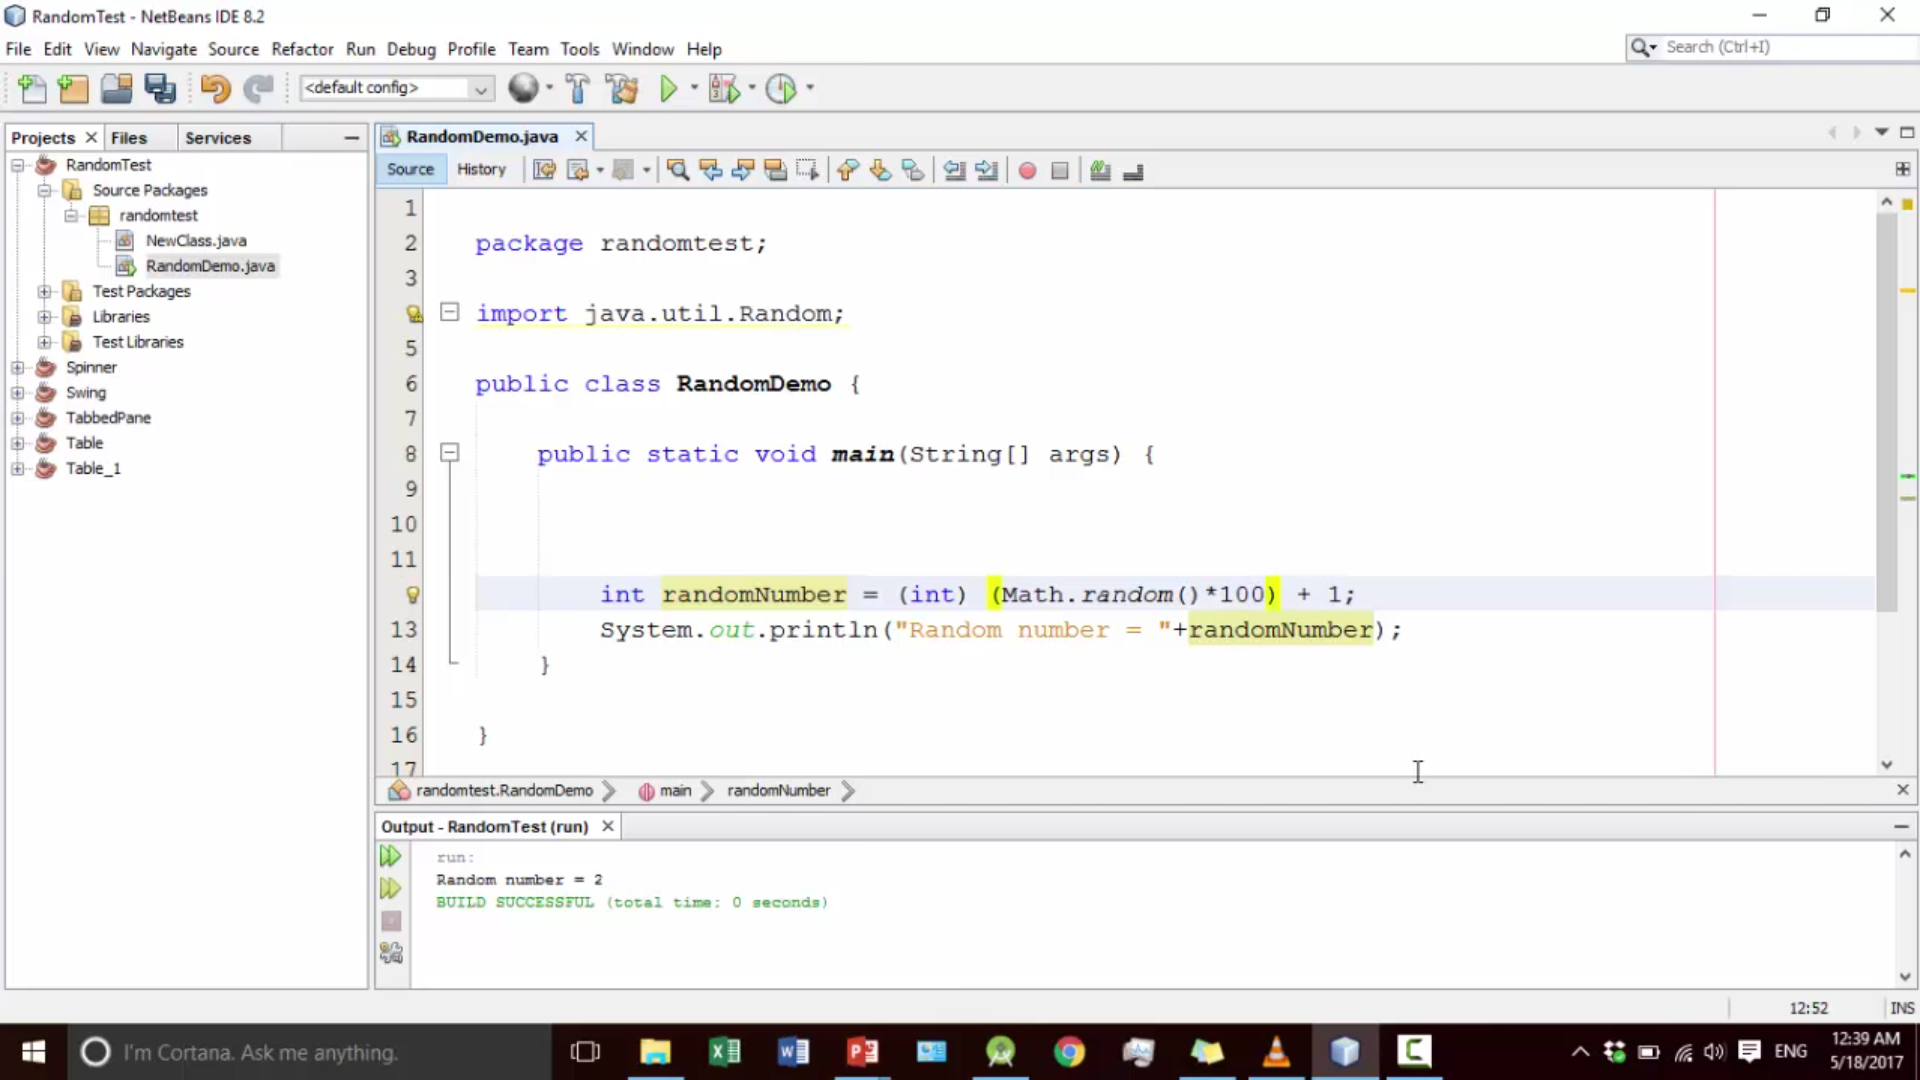 RandomTest - NetBeans IDE 8.2
File Edit View Navigate Source Refactor Run Debug Profile Team Tools Window Help
Search (Ctrl+I)
<default config>
Projects Files Services
RandomTest
Source Packages
randomtest
NewClass.java
RandomDemo.java
Test Packages
Libraries
Test Libraries
Spinner
Swing
TabbedPane
Table
Table_1
RandomDemo.java
Source History
1
2 package randomtest;
3
import java.util.Random;
5
6 public class RandomDemo {
7
8 public static void main(String[] args) {
9
10
11
int randomNumber = (int) (Math.random()*100) + 1;
13 System.out.println("Random number = "+randomNumber);
14 }
15
16 }
17
randomtest.RandomDemo main randomNumber
Output - RandomTest (run)
run:
Random number = 2
BUILD SUCCESSFUL (total time: 0 seconds)
12:52 INS
I'm Cortana. Ask me anything.
ENG
12:39 AM
5/18/2017